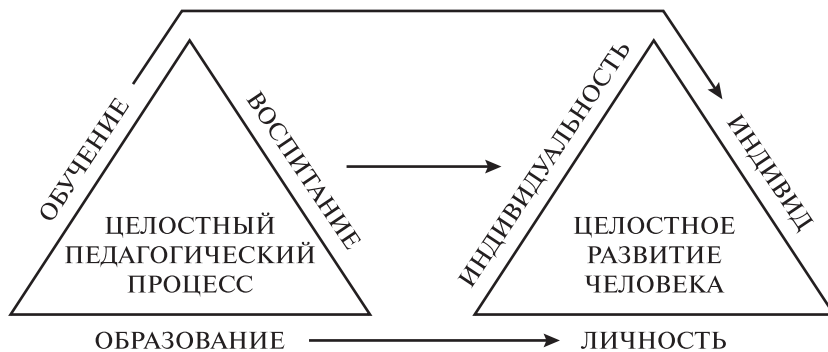 ОБУЧЕНИЕ
ВОСПИТАНИЕ
ЦЕЛОСТНЫЙ
ПЕДАГОГИЧЕСКИЙ
ПРОЦЕСС
ОБРАЗОВАНИЕ
ИНДИВИДУАЛЬНОСТЬ
ИНДИВИД
ЦЕЛОСТНОЕ
РАЗВИТИЕ
ЧЕЛОВЕКА
ЛИЧНОСТЬ